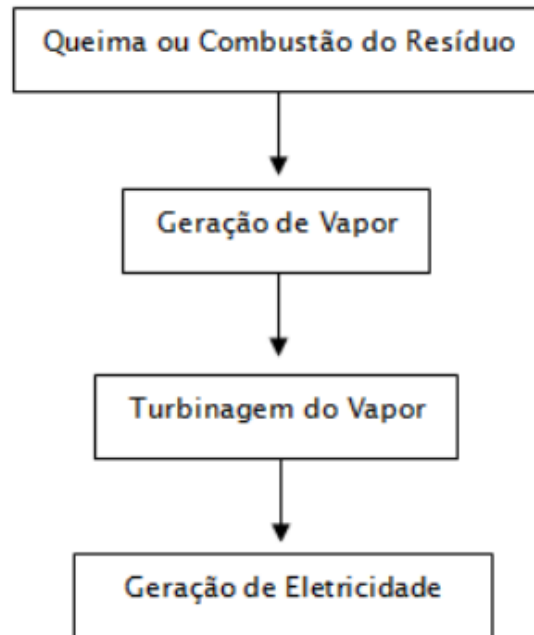 Queima ou Combustão do Resíduo
Geração de Vapor
Turbinagem do Vapor
Geração de Eletricidade